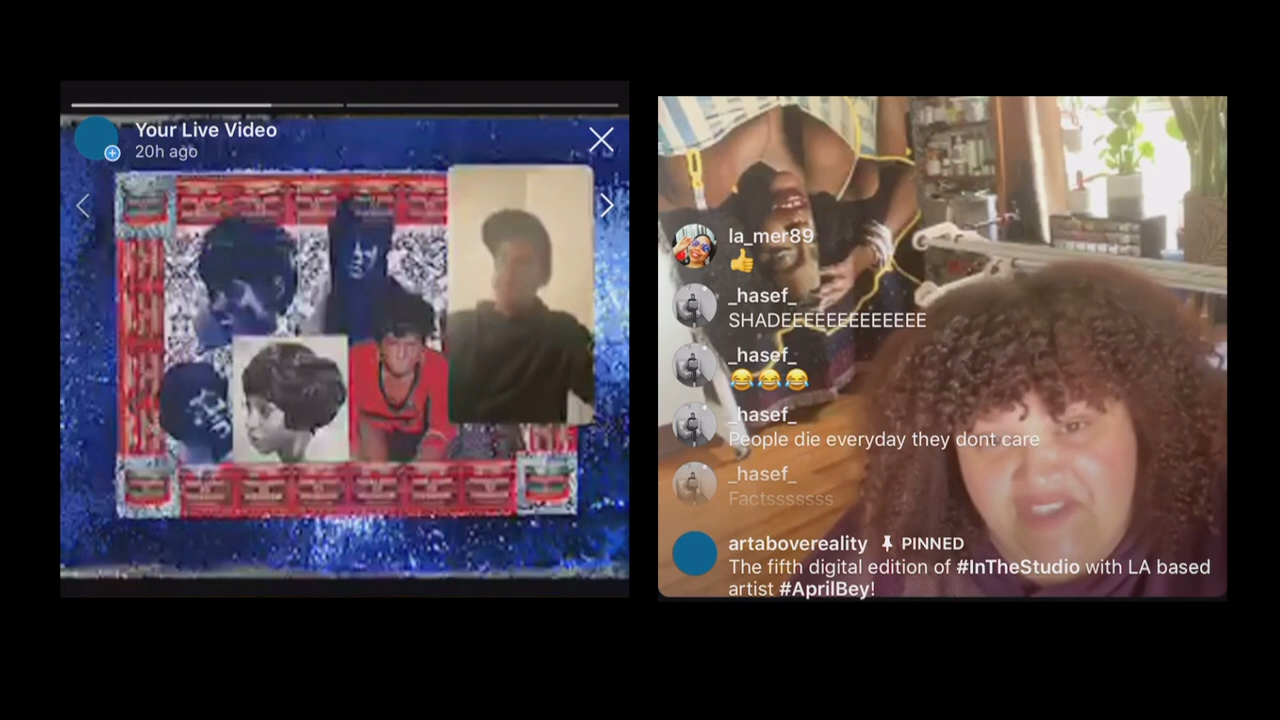 Your Live Video
20h ago
la_mer89
👍
_hasef_
SHADEEEEEEEEEEEEE
_hasef_
😂😂😂
_hasef_
People die everyday they dont care
_hasef_
Factsssssss
artabovereality 📌 PINNED
The fifth digital edition of #InTheStudio with LA based
artist #AprilBey!